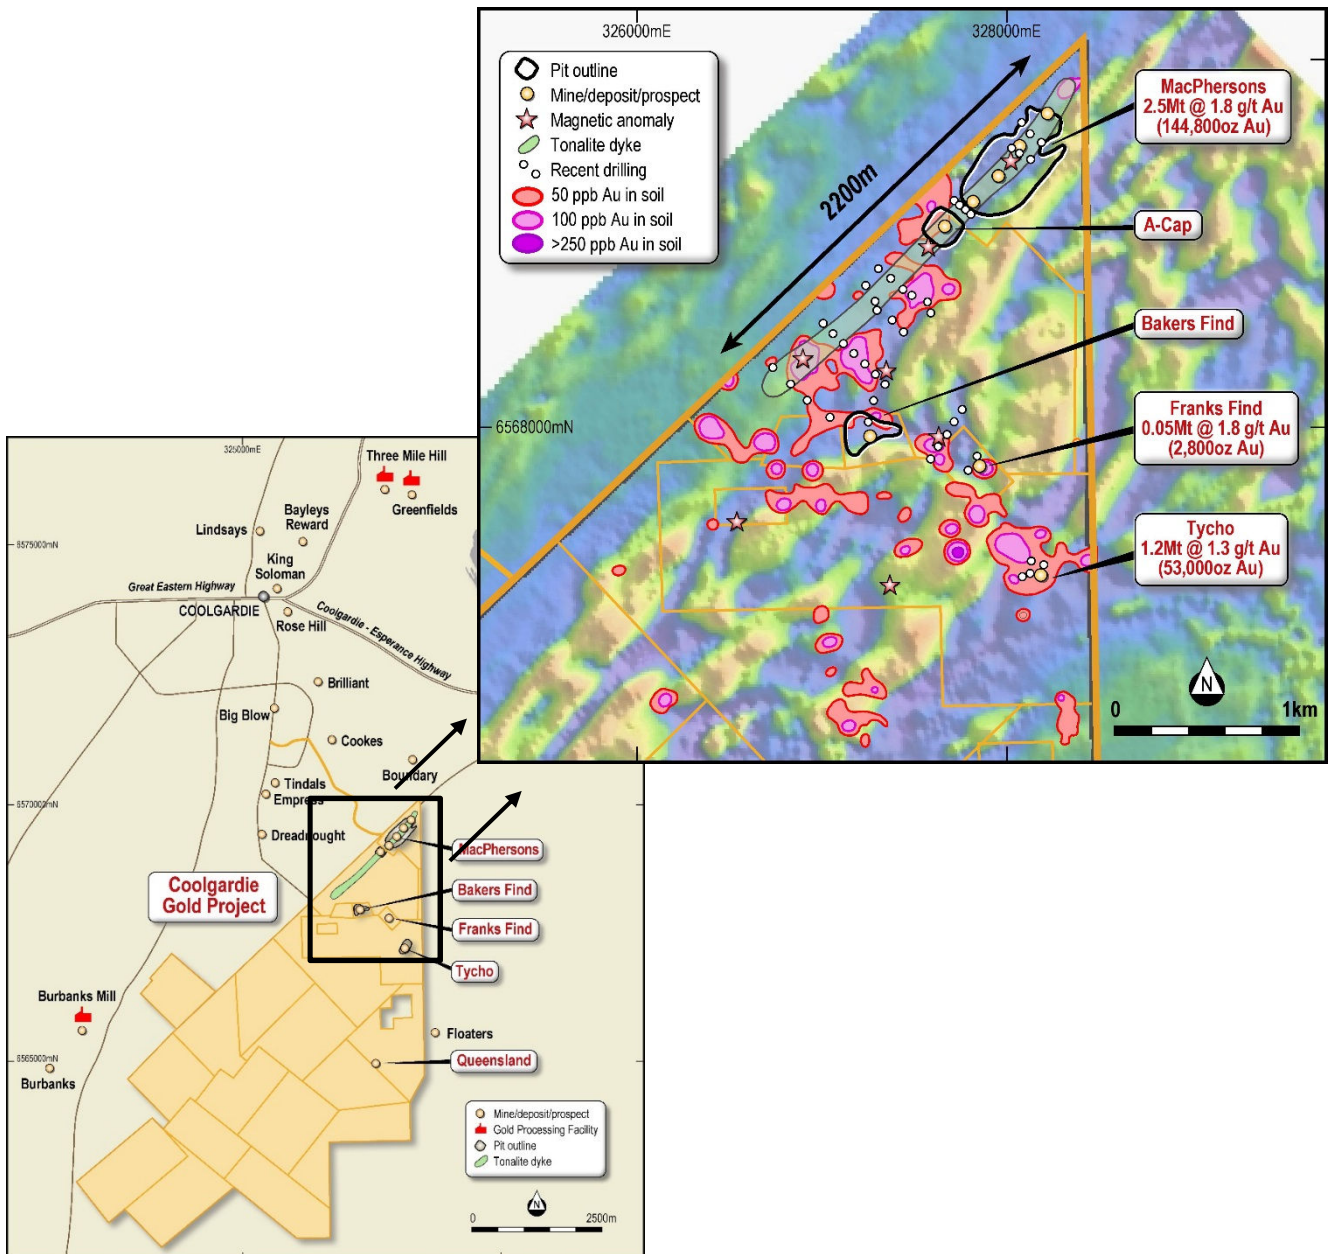 326000mE
328000mE
Pit outline
Mine/deposit/prospect
Magnetic anomaly
Tonalite dyke
Recent drilling
50 ppb Au in soil
100 ppb Au in soil
>250 ppb Au in soil
2200m
MacPhersons
2.5Mt @ 1.8 g/t Au
(144,800oz Au)
A-Cap
Bakers Find
Franks Find
0.05Mt @ 1.8 g/t Au
(2,800oz Au)
6568000mN
Tycho
1.2Mt @ 1.3 g/t Au
(53,000oz Au)
N
0 1km
325000mE
Three Mile Hill
Greenfields
Bayleys
Reward
Lindsays
6575000mN
King
Soloman
Great Eastern Highway
COOLGARDIE
Rose Hill
Coolgardie - Esperance Highway
Brilliant
Big Blow
Cookes
Boundary
Tindals
Empress
6570000mN
Dreadnought
MacPhersons
Coolgardie
Gold Project
Bakers Find
Franks Find
Tycho
Burbanks Mill
Floaters
6565000mN
Queensland
Burbanks
Mine/deposit/prospect
Gold Processing Facility
Pit outline
Tonalite dyke
N
0 2500m